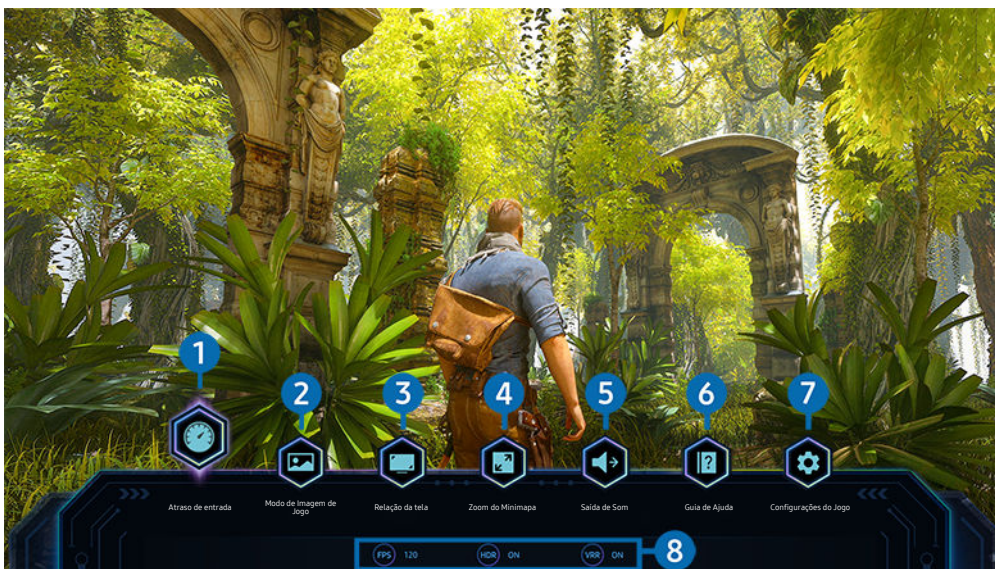 1
2
3
4
5
6
7
Atraso de entrada
Modo de Imagem de
Jogo
Relação da tela
Zoom do Minimapa
Saída de Som
Guia de Ajuda
?
Configurações do Jogo
FPS 120 HDR ON VRR ON 8